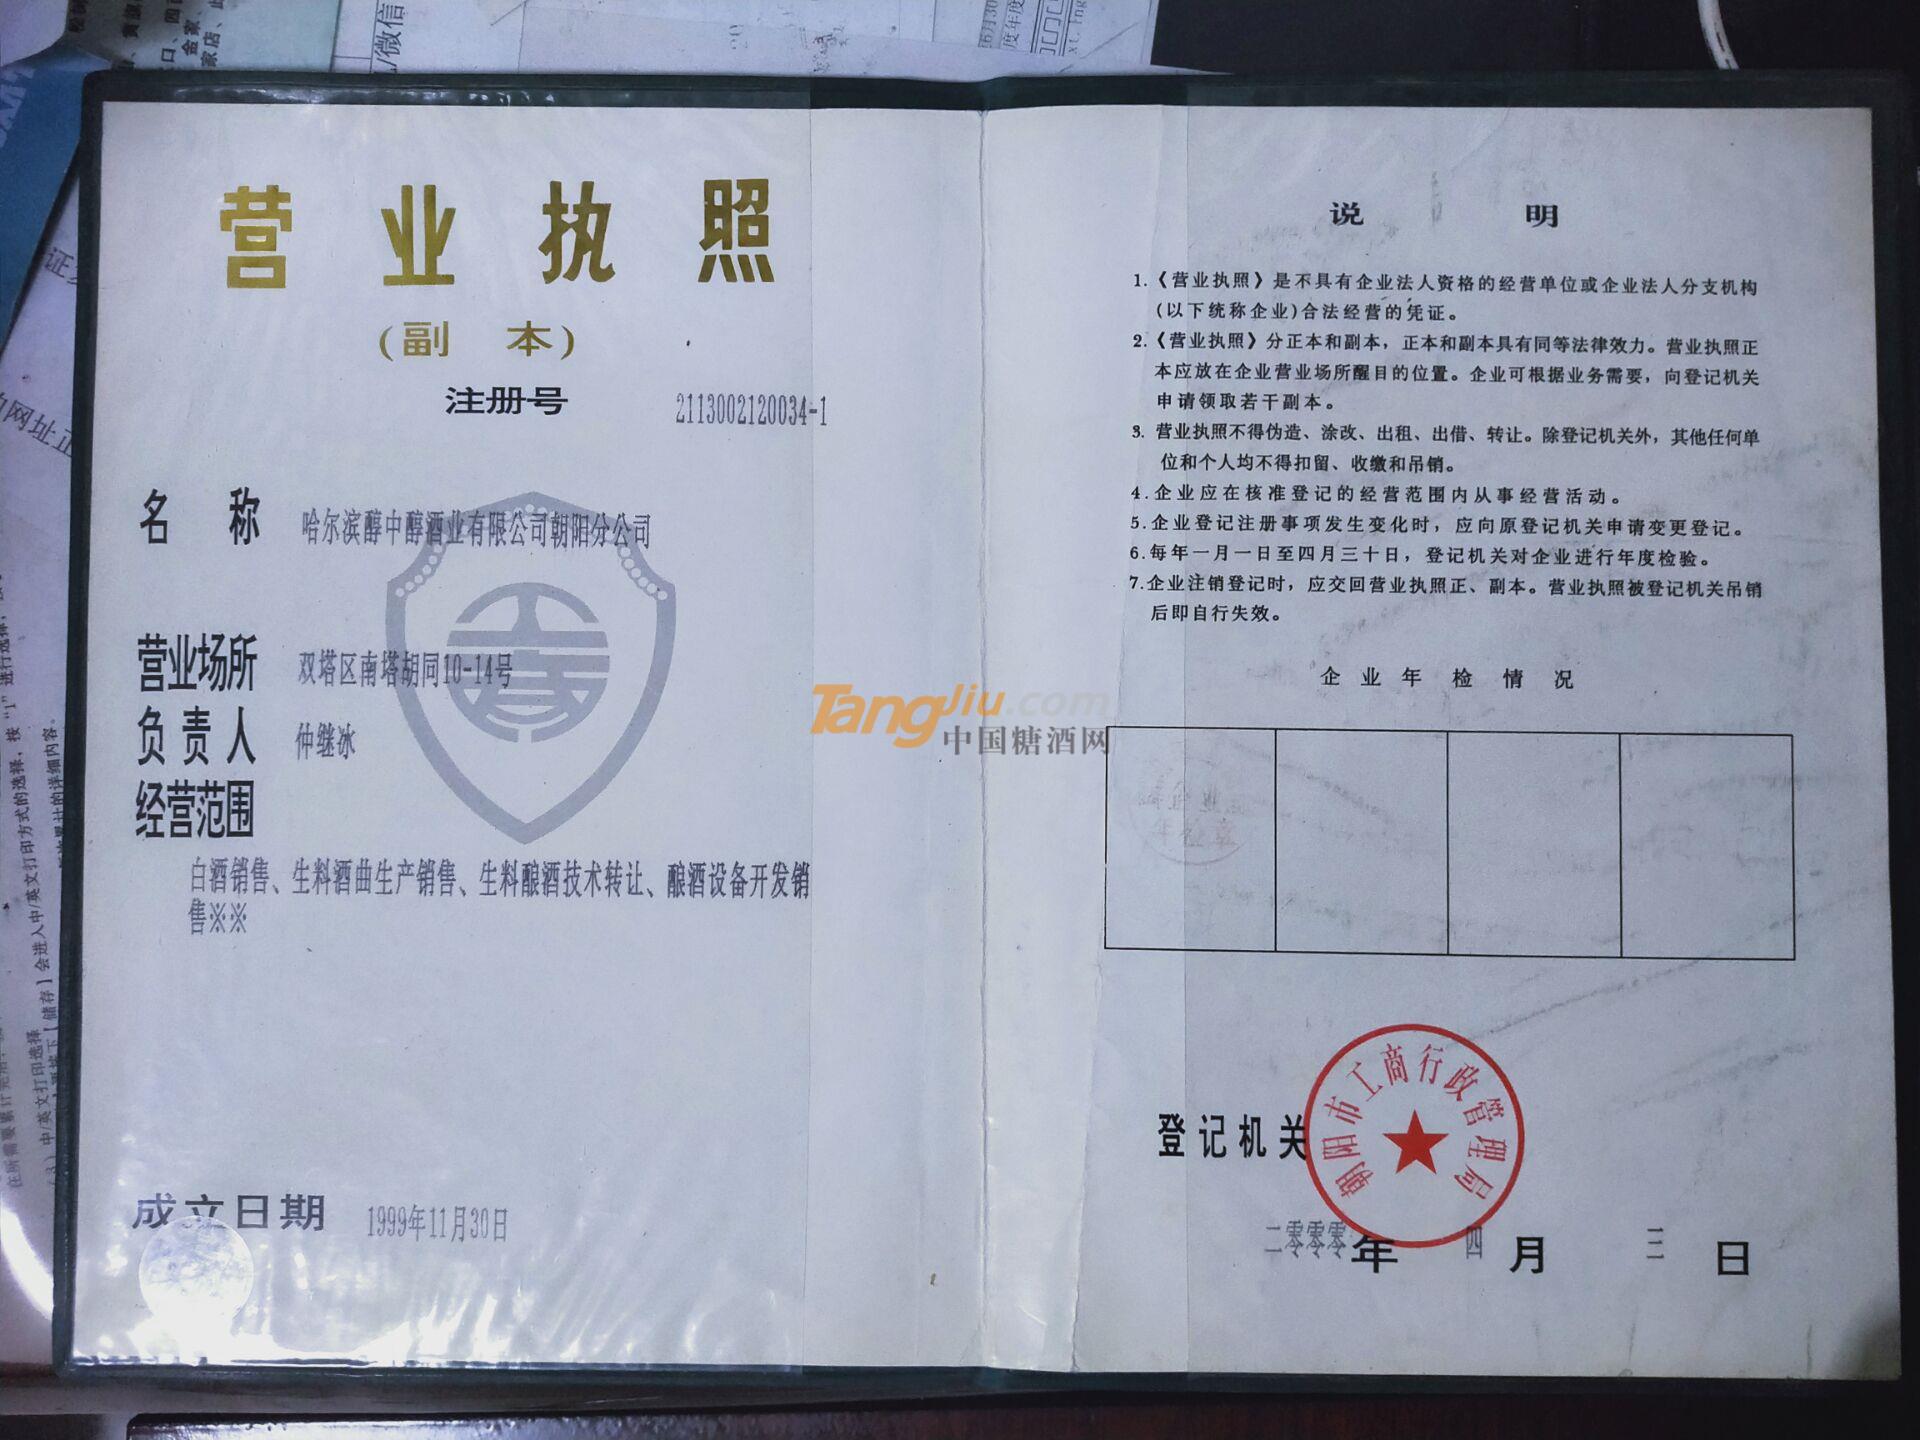 营业执照
(副 本)
注册号 2113002120034-1
名 称 哈尔滨醇中醇酒业有限公司朝阳分公司
营业场所 双塔区南塔胡同10-14号
负责人 仲继冰
经营范围
白酒销售、生料酒曲生产销售、生料酿酒技术转让、酿酒设备开发销
售※※
成立日期 1999年11月30日
说 明
1.《营业执照》是不具有企业法人资格的经营单位或企业法人分支机构
(以下统称企业)合法经营的凭证。
2.《营业执照》分正本和副本，正本和副本具有同等法律效力。营业执照正
本应放在企业营业场所醒目的位置。企业可根据业务需要，向登记机关
申请领取若干副本。
3. 营业执照不得伪造、涂改、出租、出借、转让。除登记机关外，其他任何单
位和个人均不得扣留、收缴和吊销。
4.企业应在核准登记的经营范围内从事经营活动。
5.企业登记注册事项发生变化时，应向原登记机关申请变更登记。
6.每年一月一日至四月三十日，登记机关对企业进行年度检验。
7.企业注销登记时，应交回营业执照正、副本。营业执照被登记机关吊销
后即自行失效。
企业年检情况
TangJiu.com
中国糖酒网
登记机关
朝阳市工商行政管理局
二零零零年 四月 日